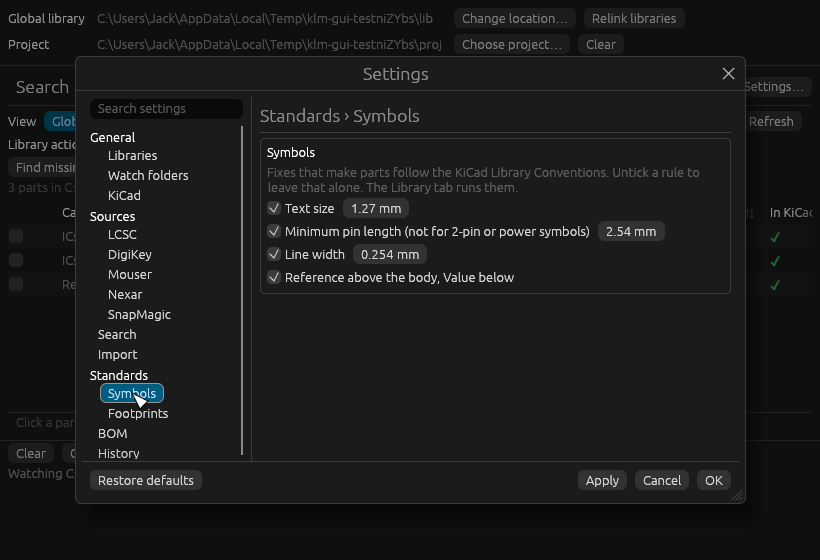 Global library C:\Users\Jack\AppData\Local\Temp\klm-gui-testniZYbs\lib Change location... Relink libraries
Project C:\Users\Jack\AppData\Local\Temp\klm-gui-testniZYbs\proj Choose project... Clear
Settings
Search
Settings...
Search settings
Standards › Symbols
View
Refresh
General
Libraries
Watch folders
KiCad
Sources
LCSC
DigiKey
Mouser
Nexar
SnapMagic
Search
Import
Standards
Symbols
Footprints
BOM
History
Symbols
Fixes that make parts follow the KiCad Library Conventions. Untick a rule to
leave that alone. The Library tab runs them.
Text size 1.27 mm
Minimum pin length (not for 2-pin or power symbols) 2.54 mm
Line width 0.254 mm
Reference above the body, Value below
3 parts in C:
In KiCad
Click a par
Clear
Watching C:
Restore defaults Apply Cancel OK